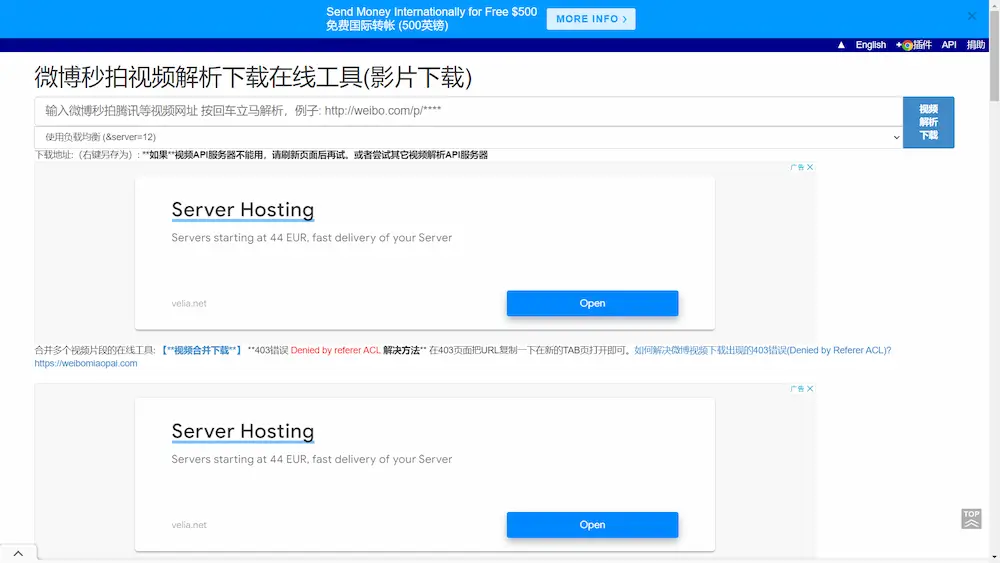 Send Money Internationally for Free $500
免费国际转帐 (500英镑)
MORE INFO
▲ English +插件 API 捐助
微博秒拍视频解析下载在线工具(影片下载)
输入微博秒拍腾讯等视频网址 按回车立马解析，例子: http://weibo.com/p/****
视频
解析
下载
使用负载均衡 (&server=12)
下载地址:（右键另存为）: **如果**视频API服务器不能用，请刷新页面后再试，或者尝试其它视频解析API服务器
广告
Server Hosting
Servers starting at 44 EUR, fast delivery of your Server
velia.net
Open
合并多个视频片段的在线工具: 【**视频合并下载**】 **403错误 Denied by referer ACL 解决方法** 在403页面把URL复制一下在新的TAB页打开即可。如何解决微博视频下载出现的403错误(Denied by Referer ACL)?
https://weibomiaopai.com
广告
Server Hosting
Servers starting at 44 EUR, fast delivery of your Server
velia.net
Open
TOP